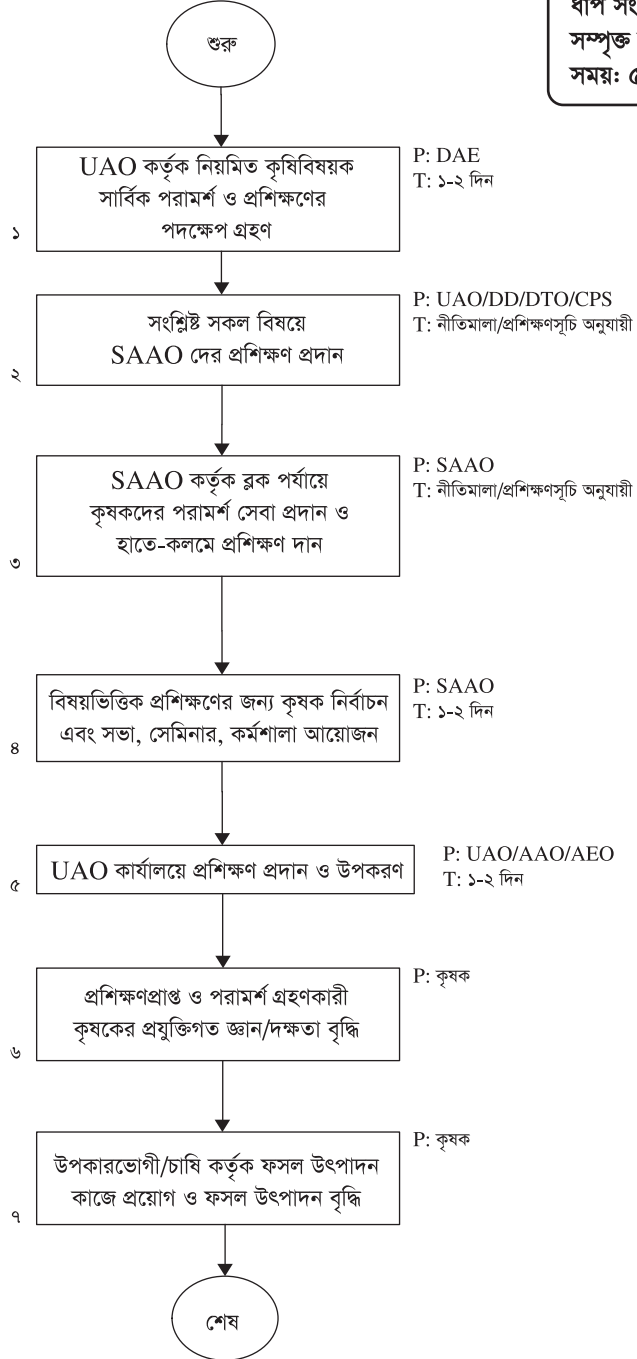 ধাপ
সম্পৃক্ত
সময়: ৫
শুরু
UAO কর্তৃক নিয়মিত কৃষিবিষয়ক
সার্বিক পরামর্শ ও প্রশিক্ষণের
পদক্ষেপ গ্রহণ
১
P: DAE
T: ১-২ দিন
সংশ্লিষ্ট সকল বিষয়ে
SAAO দের প্রশিক্ষণ প্রদান
২
P: UAO/DD/DTO/CPS
T: নীতিমালা/প্রশিক্ষণসূচি অনুযায়ী
SAAO কর্তৃক ব্লক পর্যায়ে
কৃষকদের পরামর্শ সেবা প্রদান ও
হাতে-কলমে প্রশিক্ষণ দান
৩
P: SAAO
T: নীতিমালা/প্রশিক্ষণসূচি অনুযায়ী
বিষয়ভিত্তিক প্রশিক্ষণের জন্য কৃষক নির্বাচন
এবং সভা, সেমিনার, কর্মশালা আয়োজন
৪
P: SAAO
T: ১-২ দিন
UAO কার্যালয়ে প্রশিক্ষণ প্রদান ও উপকরণ
৫
P: UAO/AAO/AEO
T: ১-২ দিন
প্রশিক্ষণপ্রাপ্ত ও পরামর্শ গ্রহণকারী
কৃষকের প্রযুক্তিগত জ্ঞান/দক্ষতা বৃদ্ধি
৬
P: কৃষক
উপকারভোগী/চাষি কর্তৃক ফসল উৎপাদন
কাজে প্রয়োগ ও ফসল উৎপাদন বৃদ্ধি
৭
P: কৃষক
শেষ